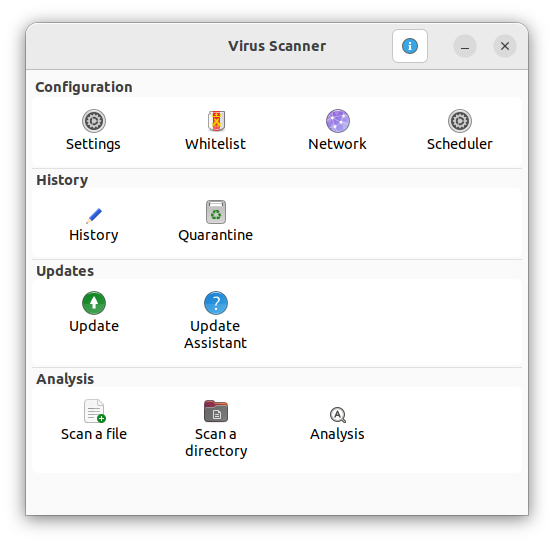 Virus Scanner
Configuration
Settings
Whitelist
Network
Scheduler
History
History
Quarantine
Updates
Update
Update
Assistant
Analysis
Scan a file
Scan a
directory
Analysis